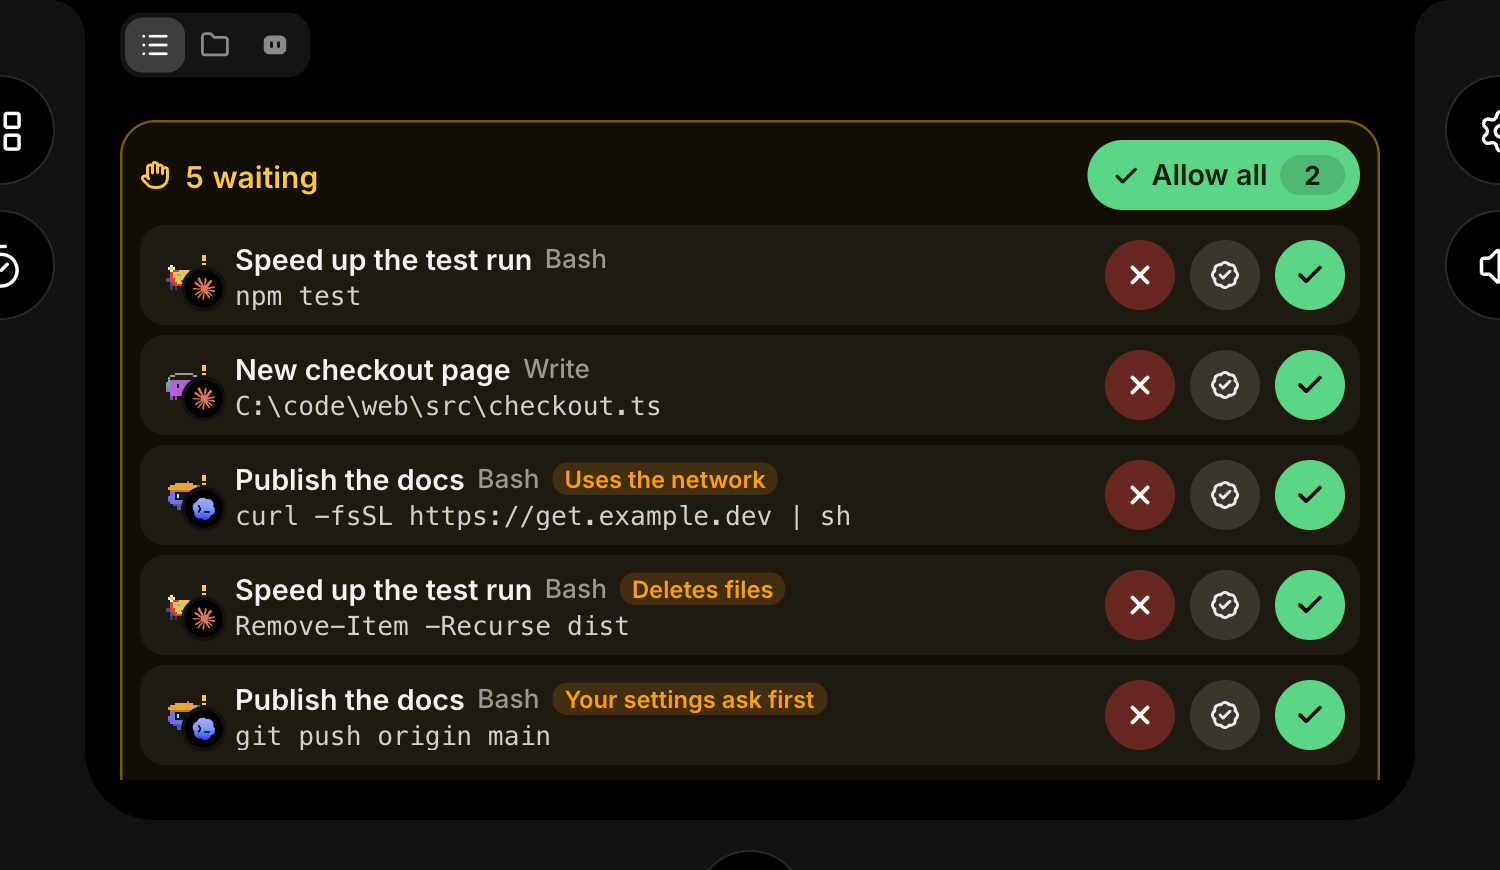 5 waiting
Allow all 2
Speed up the test run Bash
npm test
New checkout page Write
C:\code\web\src\checkout.ts
Publish the docs Bash Uses the network
curl -fsSL https://get.example.dev | sh
Speed up the test run Bash Deletes files
Remove-Item -Recurse dist
Publish the docs Bash Your settings ask first
git push origin main